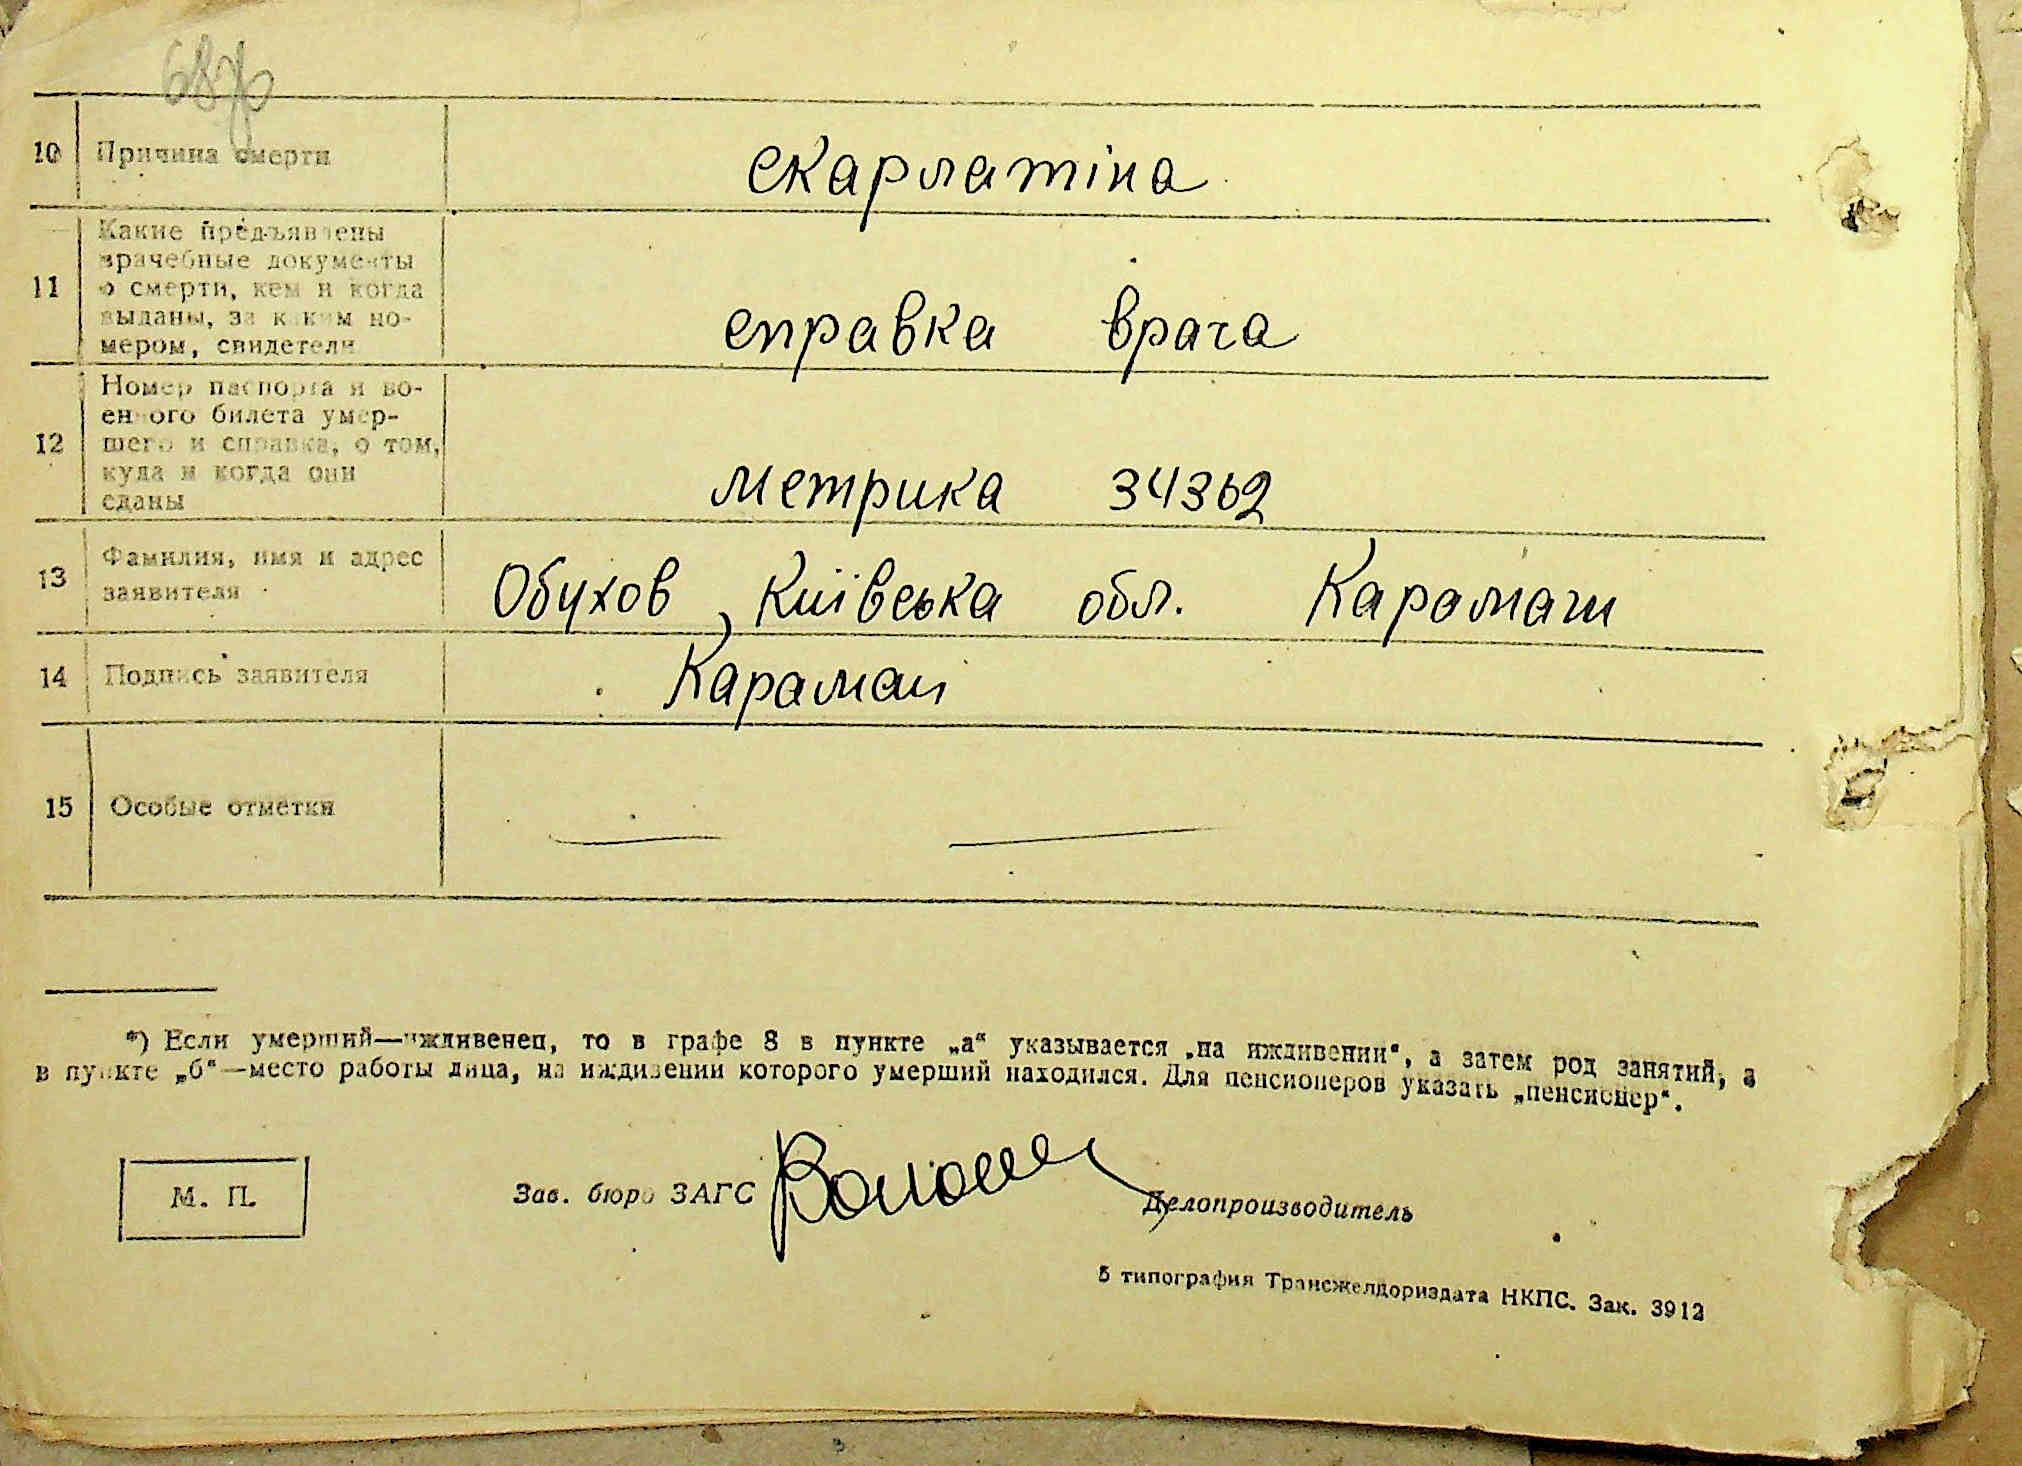 10 Причина смерти скарлатіна
11 Какие предъявлены
врачебные документы
о смерти, кем и когда
выданы, за каким но-
мером, свидетели справка врача
12 Номер паспорта и во-
енного билета умер-
шего и справка, о том,
куда и когда они
сданы метрика 34362
13 Фамилия, имя и адрес
заявителя Обухов, Київська обл. Карамаш
14 Подпись заявителя Карамаш
15 Особые отметки — —
*) Если умерший—иждивенец, то в графе 8 в пункте „а“ указывается „на иждивении“, а затем род занятий, а
в пункте „б“—место работы лица, на иждивении которого умерший находился. Для пенсионеров указать „пенсионер“.
М. П.
Зав. бюро ЗАГС
Делопроизводитель
5 типография Трансжелдориздата НКПС. Зак. 3912